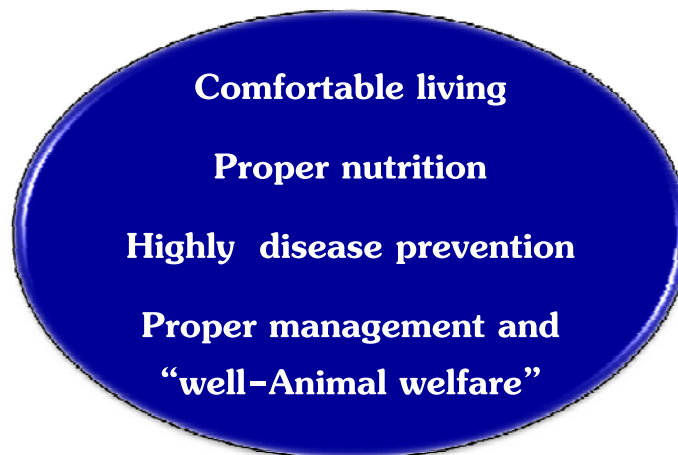 Comfortable living
Proper nutrition
Highly disease prevention
Proper management and
“well-Animal welfare”